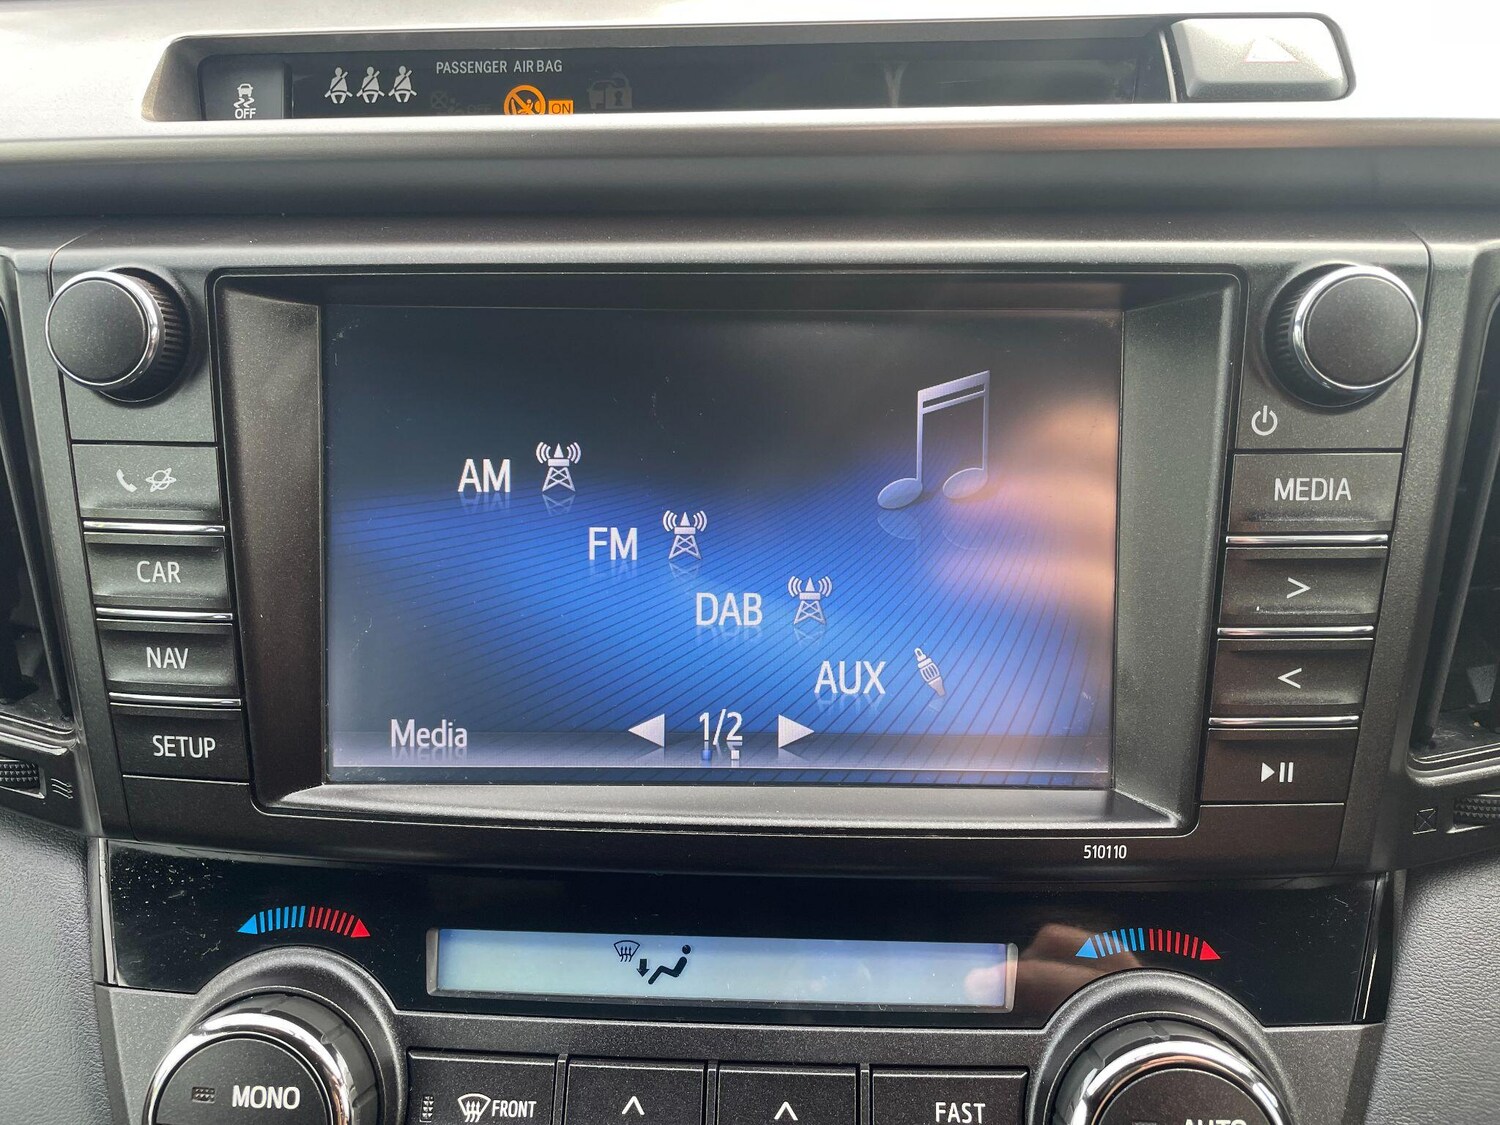 PASSENGER AIR BAG
OFF
ON
AM
FM
DAB
AUX
Media
1/2
CAR
NAV
SETUP
MEDIA
>
<
510110
MONO
FRONT
FAST
AUTO